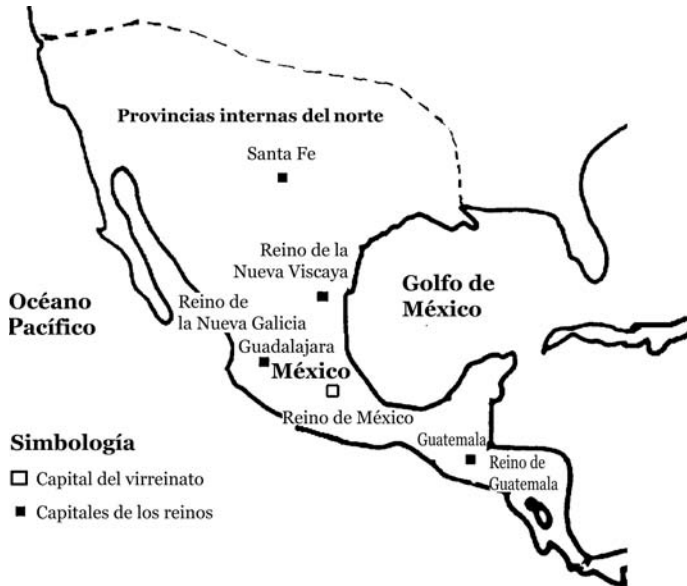 Provincias internas del norte
Santa Fe
Reino de la
Nueva Viscaya
Golfo de
México
Océano
Pacífico
Reino de
la Nueva Galicia
Guadalajara
México
Reino de México
Guatemala
Reino de
Guatemala
Simbología
Capital del virreinato
Capitales de los reinos